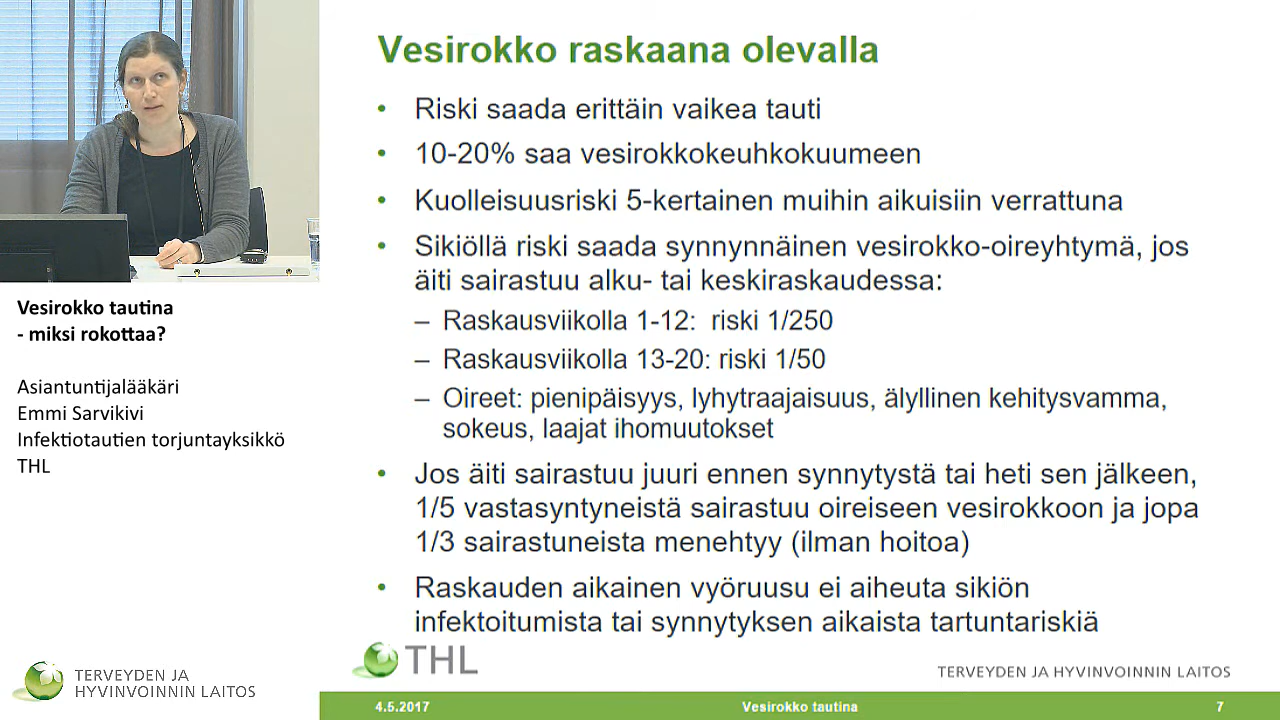 Vesirokko raskaana olevalla
• Riski saada erittäin vaikea tauti
• 10-20% saa vesirokkokeuhkokuumeen
• Kuolleisuusriski 5-kertainen muihin aikuisiin verrattuna
• Sikiöllä riski saada synnynnäinen vesirokko-oireyhtymä, jos
äiti sairastuu alku- tai keskiraskaudessa:
– Raskausviikolla 1-12: riski 1/250
– Raskausviikolla 13-20: riski 1/50
– Oireet: pienipäisyys, lyhytraajaisuus, älyllinen kehitysvamma,
sokeus, laajat ihomuutokset
• Jos äiti sairastuu juuri ennen synnytystä tai heti sen jälkeen,
1/5 vastasyntyneistä sairastuu oireiseen vesirokkoon ja jopa
1/3 sairastuneista menehtyy (ilman hoitoa)
• Raskauden aikainen vyöruusu ei aiheuta sikiön
infektoitumista tai synnytyksen aikaista tartuntariskiä
THL
TERVEYDEN JA HYVINVOINNIN LAITOS
4.5.2017
Vesirokko tautina
7
Vesirokko tautina
- miksi rokottaa?
Asiantuntijalääkäri
Emmi Sarvikivi
Infektiotautien torjuntayksikkö
THL
TERVEYDEN JA
HYVINVOINNIN LAITOS